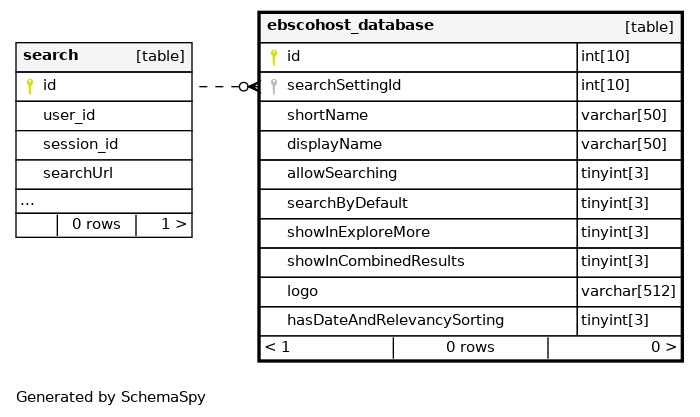 search [table]
id
user_id
session_id
searchUrl
...
0 rows 1 >
ebscohost_database [table]
id int[10]
searchSettingId int[10]
shortName varchar[50]
displayName varchar[50]
allowSearching tinyint[3]
searchByDefault tinyint[3]
showInExploreMore tinyint[3]
showInCombinedResults tinyint[3]
logo varchar[512]
hasDateAndRelevancySorting tinyint[3]
< 1 0 rows 0 >
Generated by SchemaSpy